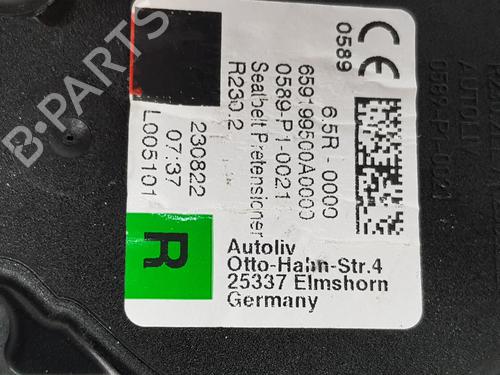 B-PARTS
CE
0589
6.5R - 0000
659199500A0000
0589-P1-0021
Seatbelt Pretensioner
R230.2
230822
07:37
L005101
R
Autoliv
Otto-Hahn-Str.4
25337 Elmshorn
Germany
AUTOLIV
0589-P1-0021